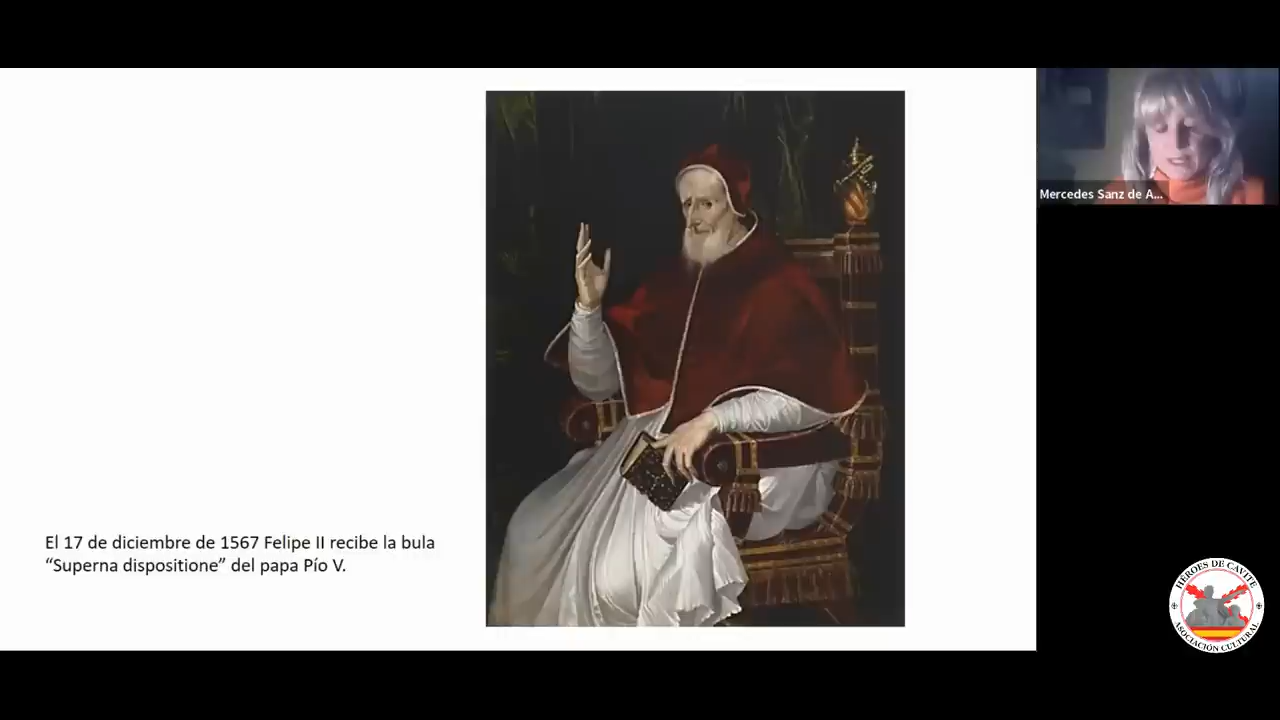 El 17 de diciembre de 1567 Felipe II recibe la bula
“Superna dispositione” del papa Pío V.
Mercedes Sanz de A...
HÉROES DE CAVITE
ASOCIACIÓN CULTURAL